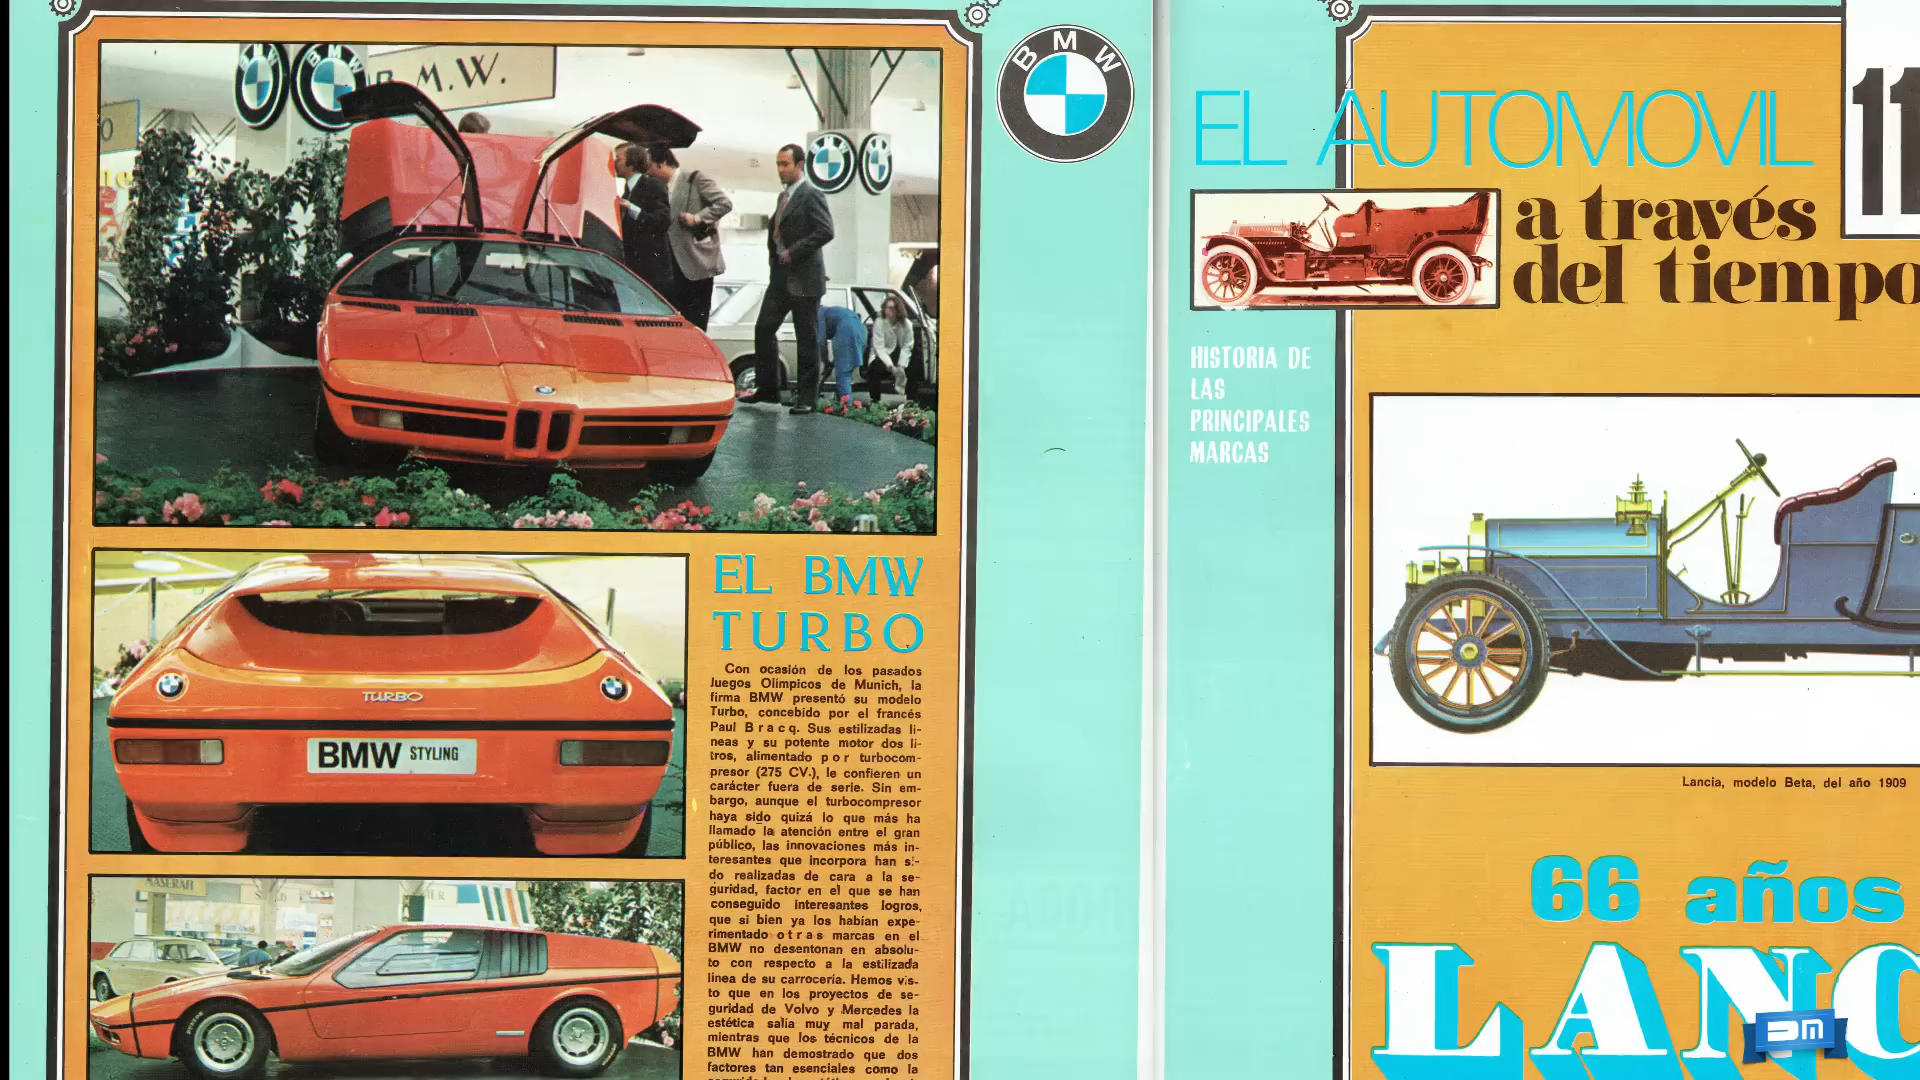 B M W
B.M.W.
BMW
EL BMW
TURBO
TURBO
BMW STYLING
Con ocasión de los pasados
Juegos Olímpicos de Munich, la
firma BMW presentó su modelo
Turbo, concebido por el francés
Paul Bracq. Sus estilizadas lí-
neas y su potente motor dos li-
tros, alimentado por turbocom-
presor (275 CV.), le confieren un
carácter fuera de serie. Sin em-
bargo, aunque el turbocompresor
haya sido quizá lo que más ha
llamado la atención entre el gran
público, las innovaciones más in-
teresantes que incorpora han si-
do realizadas de cara a la se-
guridad, factor en el que se han
conseguido interesantes logros,
que si bien ya los habían expe-
rimentado otras marcas en el
BMW no desentonan en absolu-
to con respecto a la estilizada
línea de su carrocería. Hemos vis-
to que en los proyectos de se-
guridad de Volvo y Mercedes la
estética salía muy mal parada,
mientras que los técnicos de la
BMW han demostrado que dos
factores tan esenciales como la
MASERATI
EL AUTOMOVIL
11
a través
del tiempo
HISTORIA DE
LAS
PRINCIPALES
MARCAS
Lancia, modelo Beta, del año 1909
66 años
LANC